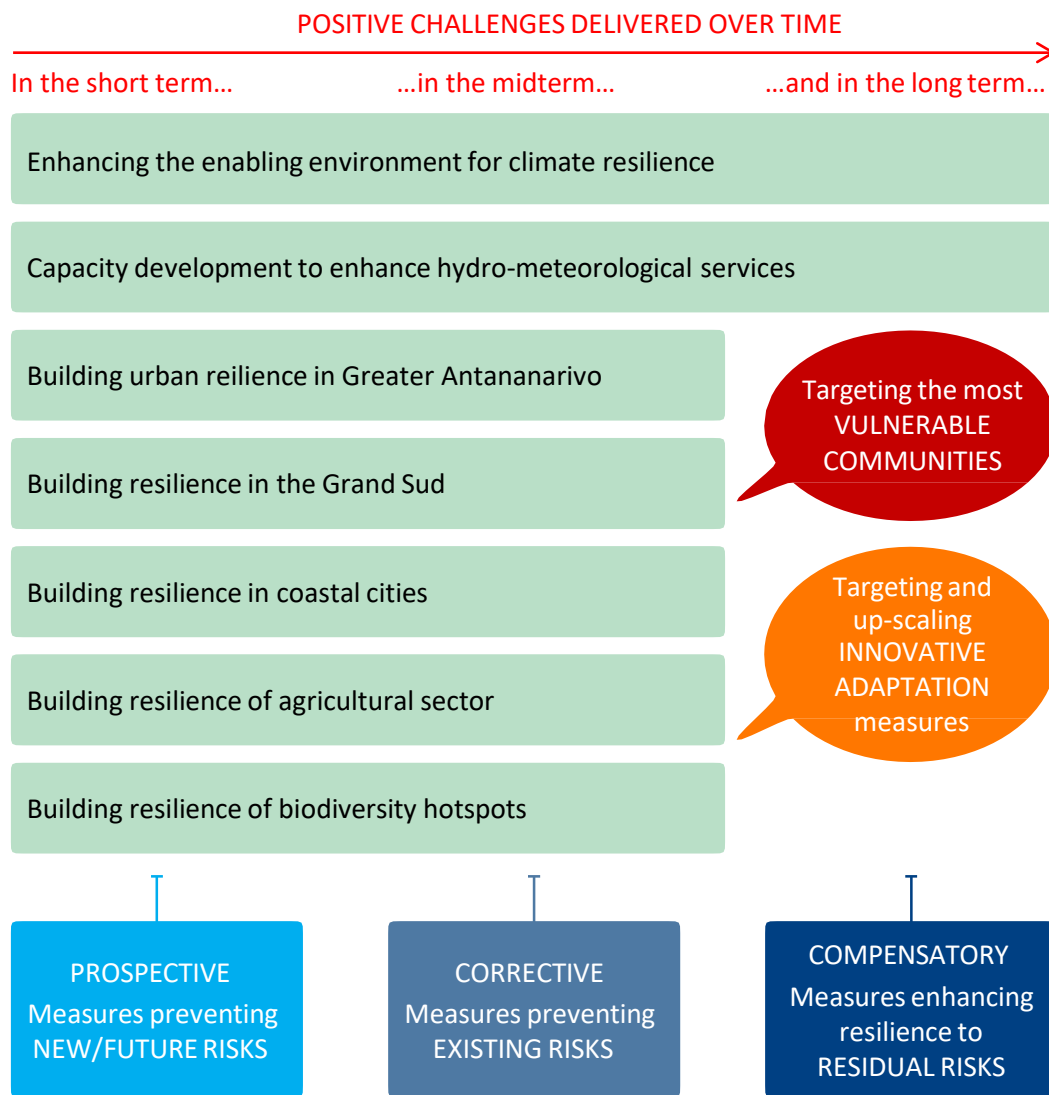 POSITIVE CHALLENGES DELIVERED OVER TIME
In the short term...
...in the midterm...
...and in the long term...
Enhancing the enabling environment for climate resilience
Capacity development to enhance hydro-meteorological services
Building urban reilience in Greater Antananarivo
Building resilience in the Grand Sud
Building resilience in coastal cities
Building resilience of agricultural sector
Building resilience of biodiversity hotspots
Targeting the most
VULNERABLE
COMMUNITIES
Targeting and
up-scaling
INNOVATIVE
ADAPTATION
measures
PROSPECTIVE
Measures preventing
NEW/FUTURE RISKS
CORRECTIVE
Measures preventing
EXISTING RISKS
COMPENSATORY
Measures enhancing
resilience to
RESIDUAL RISKS